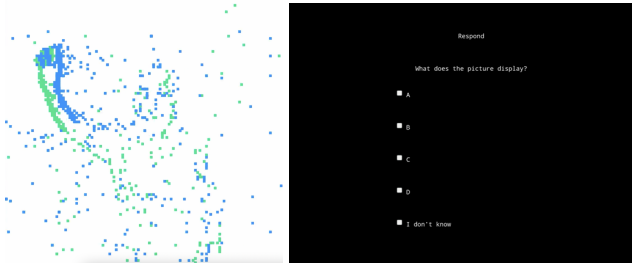 Respond
What does the picture display?
A
B
C
D
I don't know